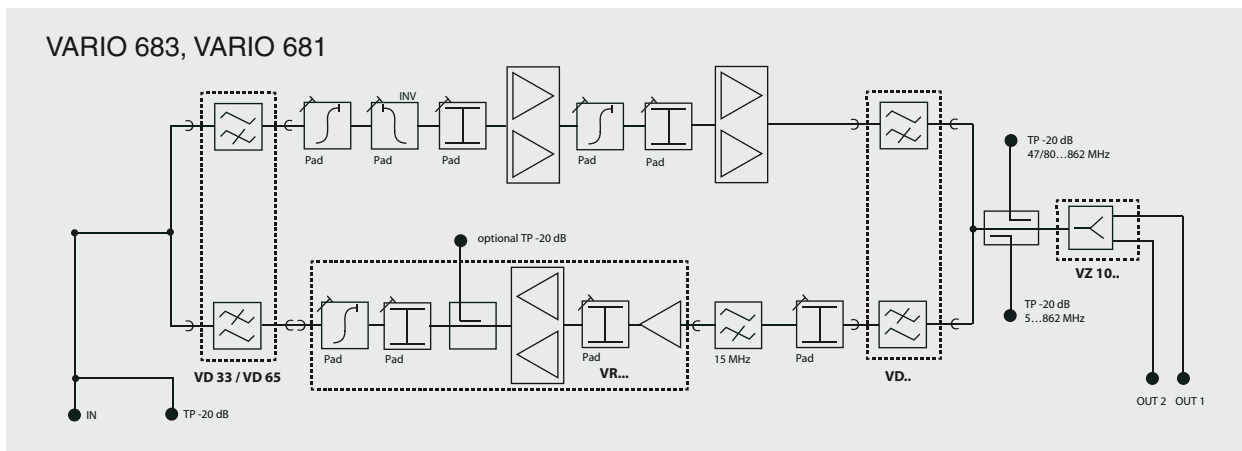 VARIO 683, VARIO 681
INV
Pad
Pad
Pad
Pad
Pad
TP -20 dB
47/80...862 MHz
optional TP -20 dB
VZ 10..
TP -20 dB
5...862 MHz
Pad
Pad
Pad
VR...
15 MHz
Pad
VD 33 / VD 65
VD..
OUT 2
OUT 1
IN
TP -20 dB